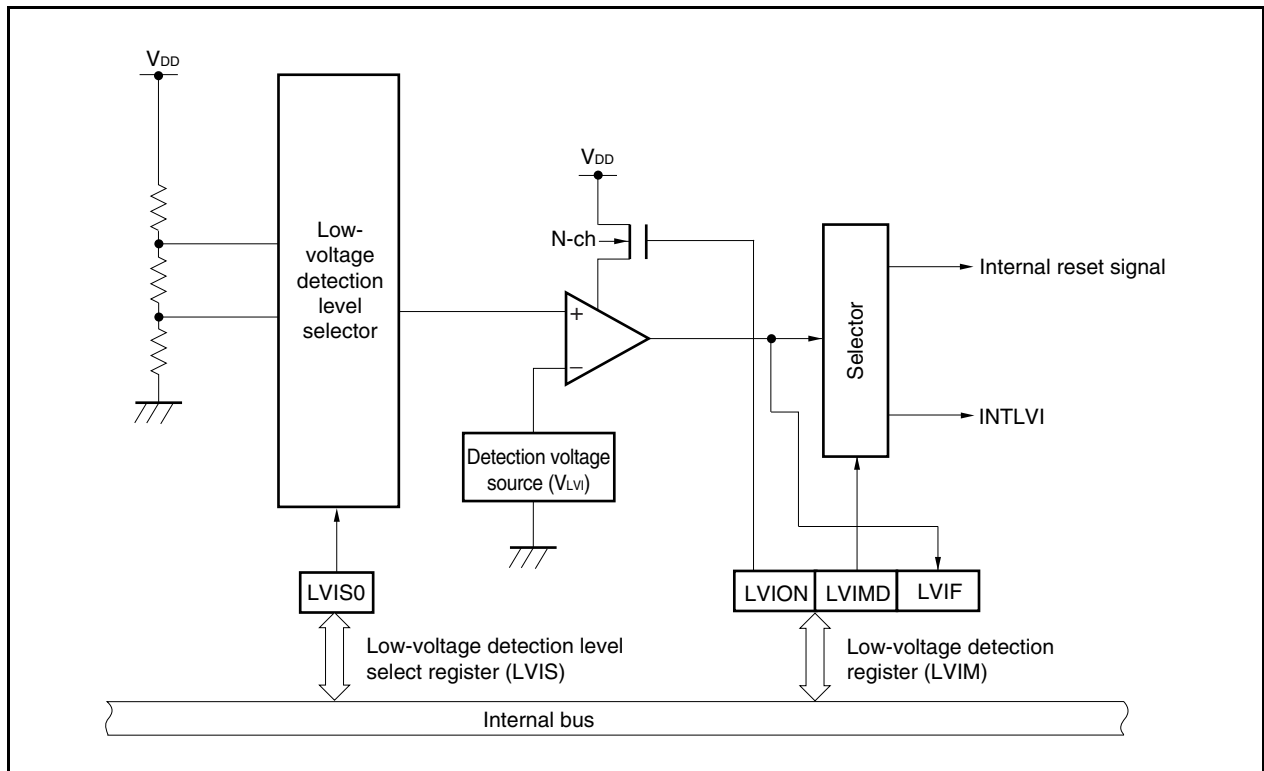 VDD
Low-
voltage
detection
level
selector
VDD
N-ch
+
−
Detection voltage
source (VLVI)
Selector
Internal reset signal
INTLVI
LVIS0
LVION LVIMD LVIF
Low-voltage detection level
select register (LVIS)
Low-voltage detection
register (LVIM)
Internal bus